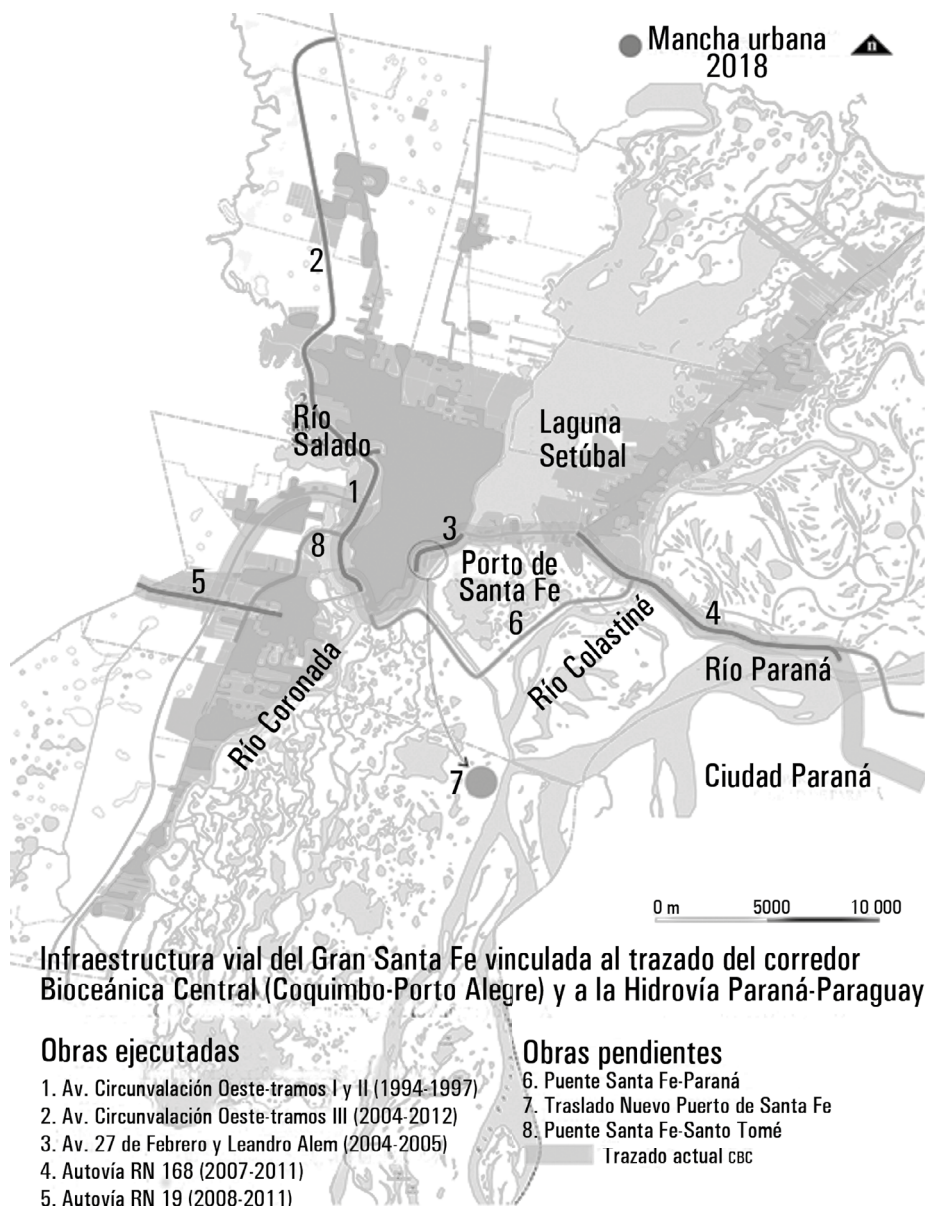 Mancha urbana
2018
n
2
Río
Salado
Laguna
Setúbal
1
3
8
Porto de
Santa Fe
5
6
4
Río Colastiné
Río Paraná
Río Coronada
7
Ciudad Paraná
0 m 5000 10 000
Infraestructura vial del Gran Santa Fe vinculada al trazado del corredor
Bioceánica Central (Coquimbo-Porto Alegre) y a la Hidrovía Paraná-Paraguay
Obras ejecutadas
1. Av. Circunvalación Oeste-tramos I y II (1994-1997)
2. Av. Circunvalación Oeste-tramos III (2004-2012)
3. Av. 27 de Febrero y Leandro Alem (2004-2005)
4. Autovía RN 168 (2007-2011)
5. Autovía RN 19 (2008-2011)
Obras pendientes
6. Puente Santa Fe-Paraná
7. Traslado Nuevo Puerto de Santa Fe
8. Puente Santa Fe-Santo Tomé
Trazado actual CBC